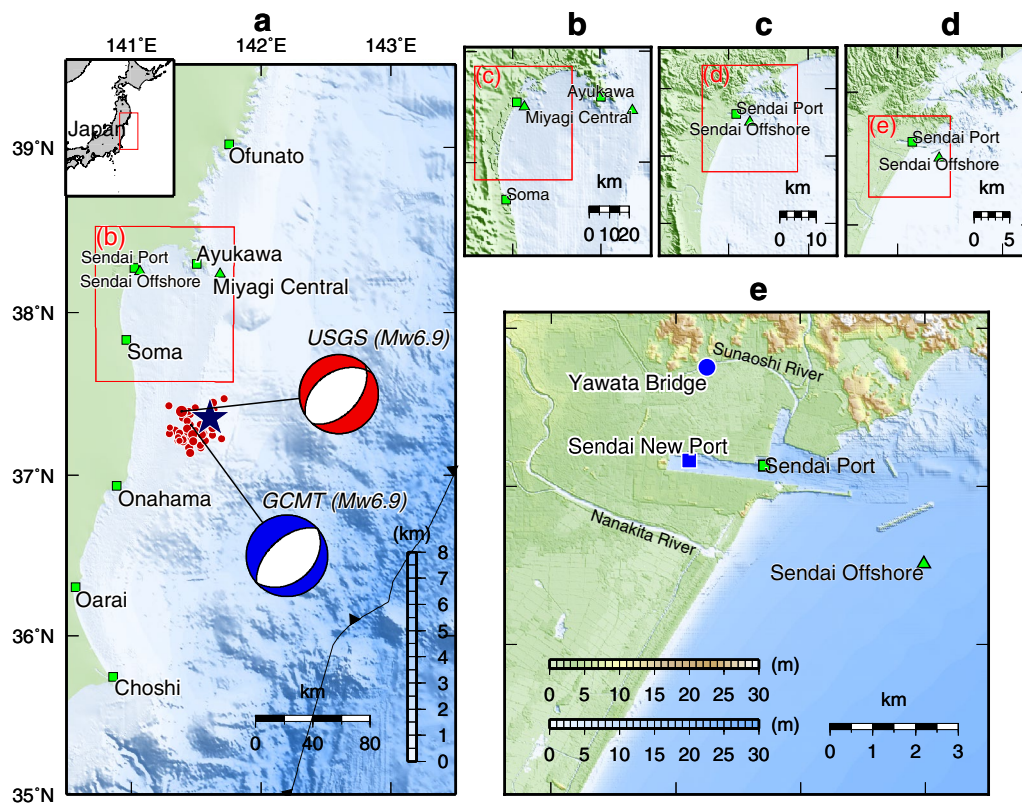 a
141°E 142°E 143°E
39°N
38°N
37°N
36°N
35°N
Japan
Ofunato
(b)
Sendai Port
Ayukawa
Sendai Offshore
Miyagi Central
Soma
USGS (Mw6.9)
GCMT (Mw6.9)
Onahama
Oarai
Choshi
(km)
8
7
6
5
4
3
2
1
0
km
0 40 80
b
(c)
Ayukawa
Miyagi Central
Soma
km
0 10 20
c
(d)
Sendai Port
Sendai Offshore
km
0 10
d
(e)
Sendai Port
Sendai Offshore
km
0 5
e
Sunaoshi River
Yawata Bridge
Sendai New Port
Sendai Port
Nanakita River
Sendai Offshore
(m)
0 5 10 15 20 25 30
(m)
0 5 10 15 20 25 30
km
0 1 2 3